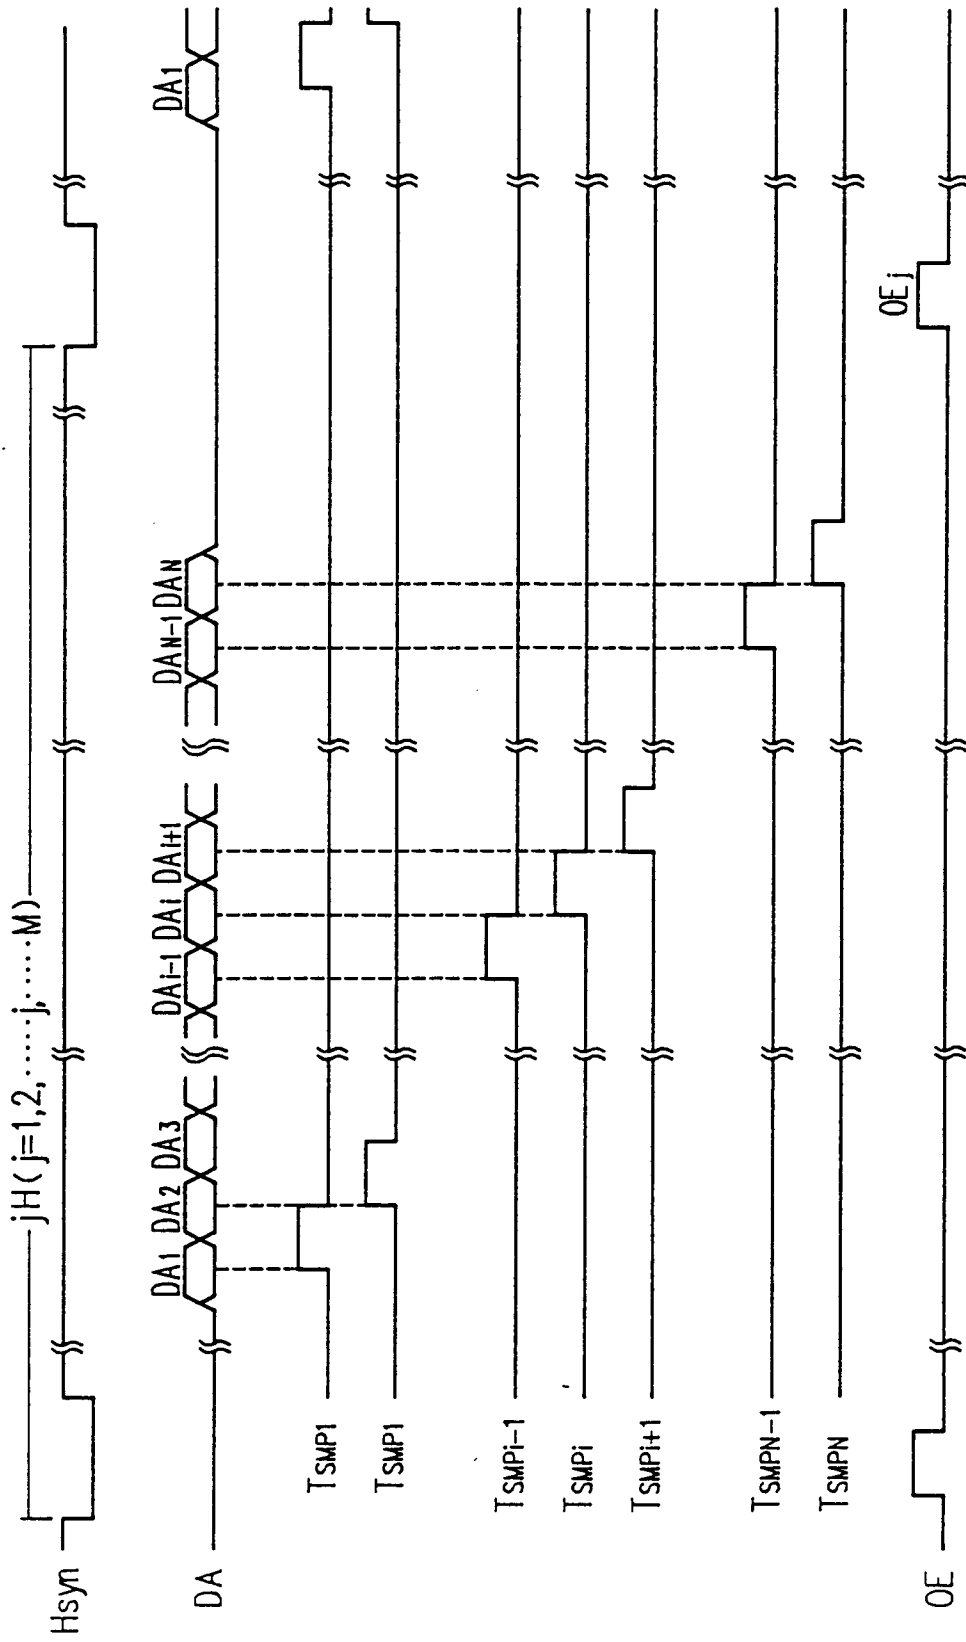 jH(j=1,2,.....j,.....M)
Hsyn
DA1 DA2 DA3 DAi-1 DAi DAi+1 DAN-1 DAN DA1
DA
TSMP1
TSMP1
TSMPi-1
TSMPi
TSMPi+1
TSMPN-1
TSMPN
OEj
OE